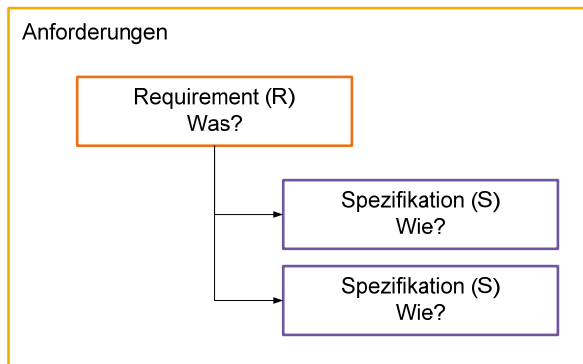 Anforderungen
Requirement (R)
Was?
Spezifikation (S)
Wie?
Spezifikation (S)
Wie?